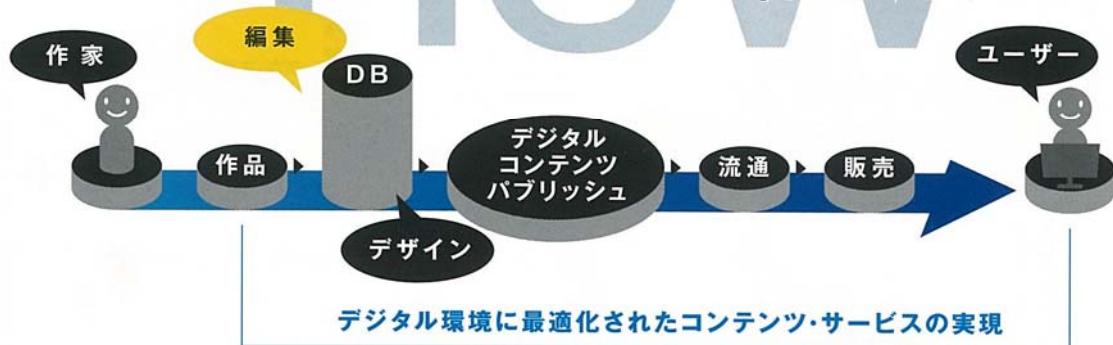 HOW
編集
作家
DB
ユーザー
作品
デジタル
コンテンツ
パブリッシュ
流通
販売
デザイン
デジタル環境に最適化されたコンテンツ・サービスの実現